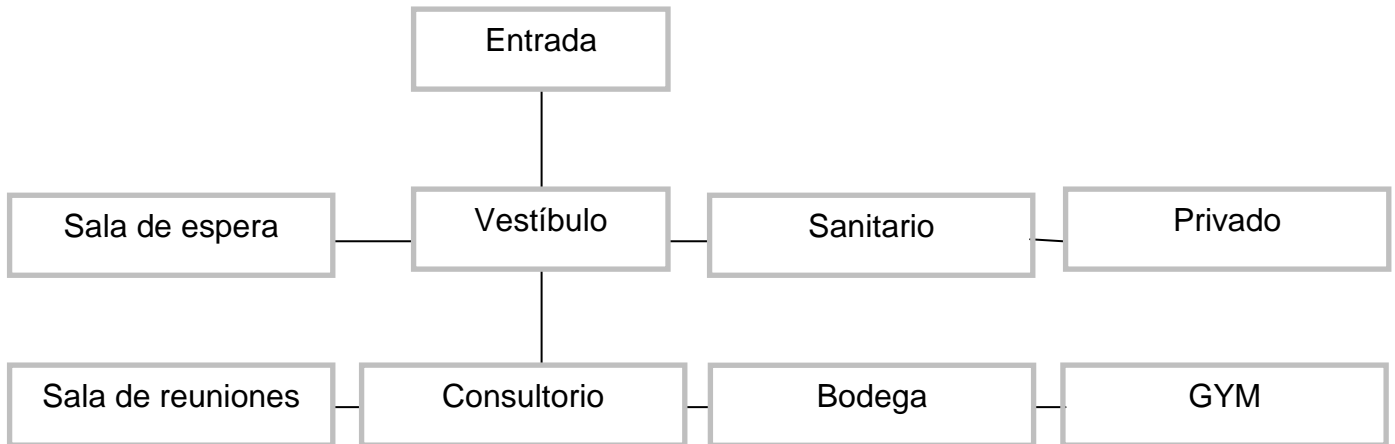 Entrada
Sala de espera
Vestíbulo
Sanitario
Privado
Sala de reuniones
Consultorio
Bodega
GYM